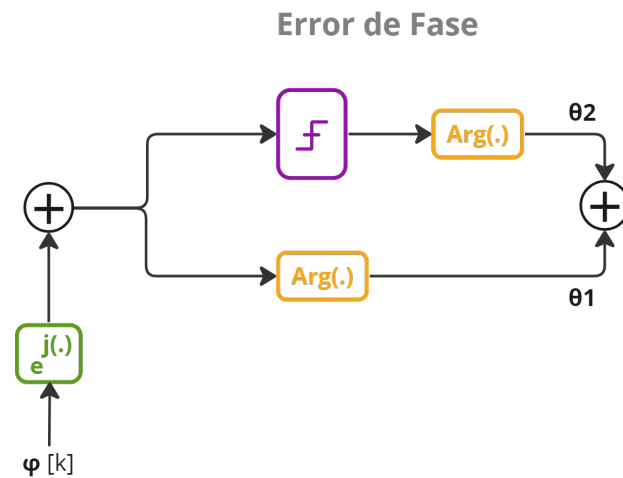 Error de Fase
Arg(.)
θ2
Arg(.)
θ1
e^j(.)
φ [k]